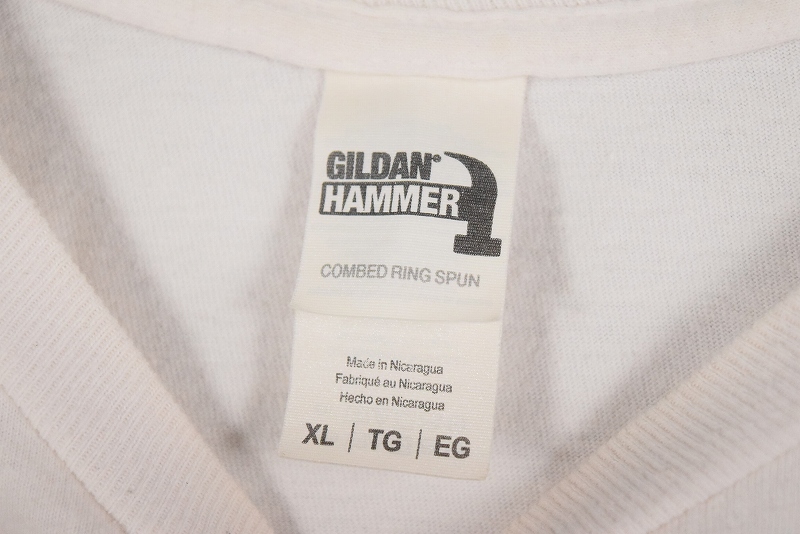 GILDAN®
HAMMER
COMBED RING SPUN
Made in Nicaragua
Fabriqué au Nicaragua
Hecho en Nicaragua
XL | TG | EG